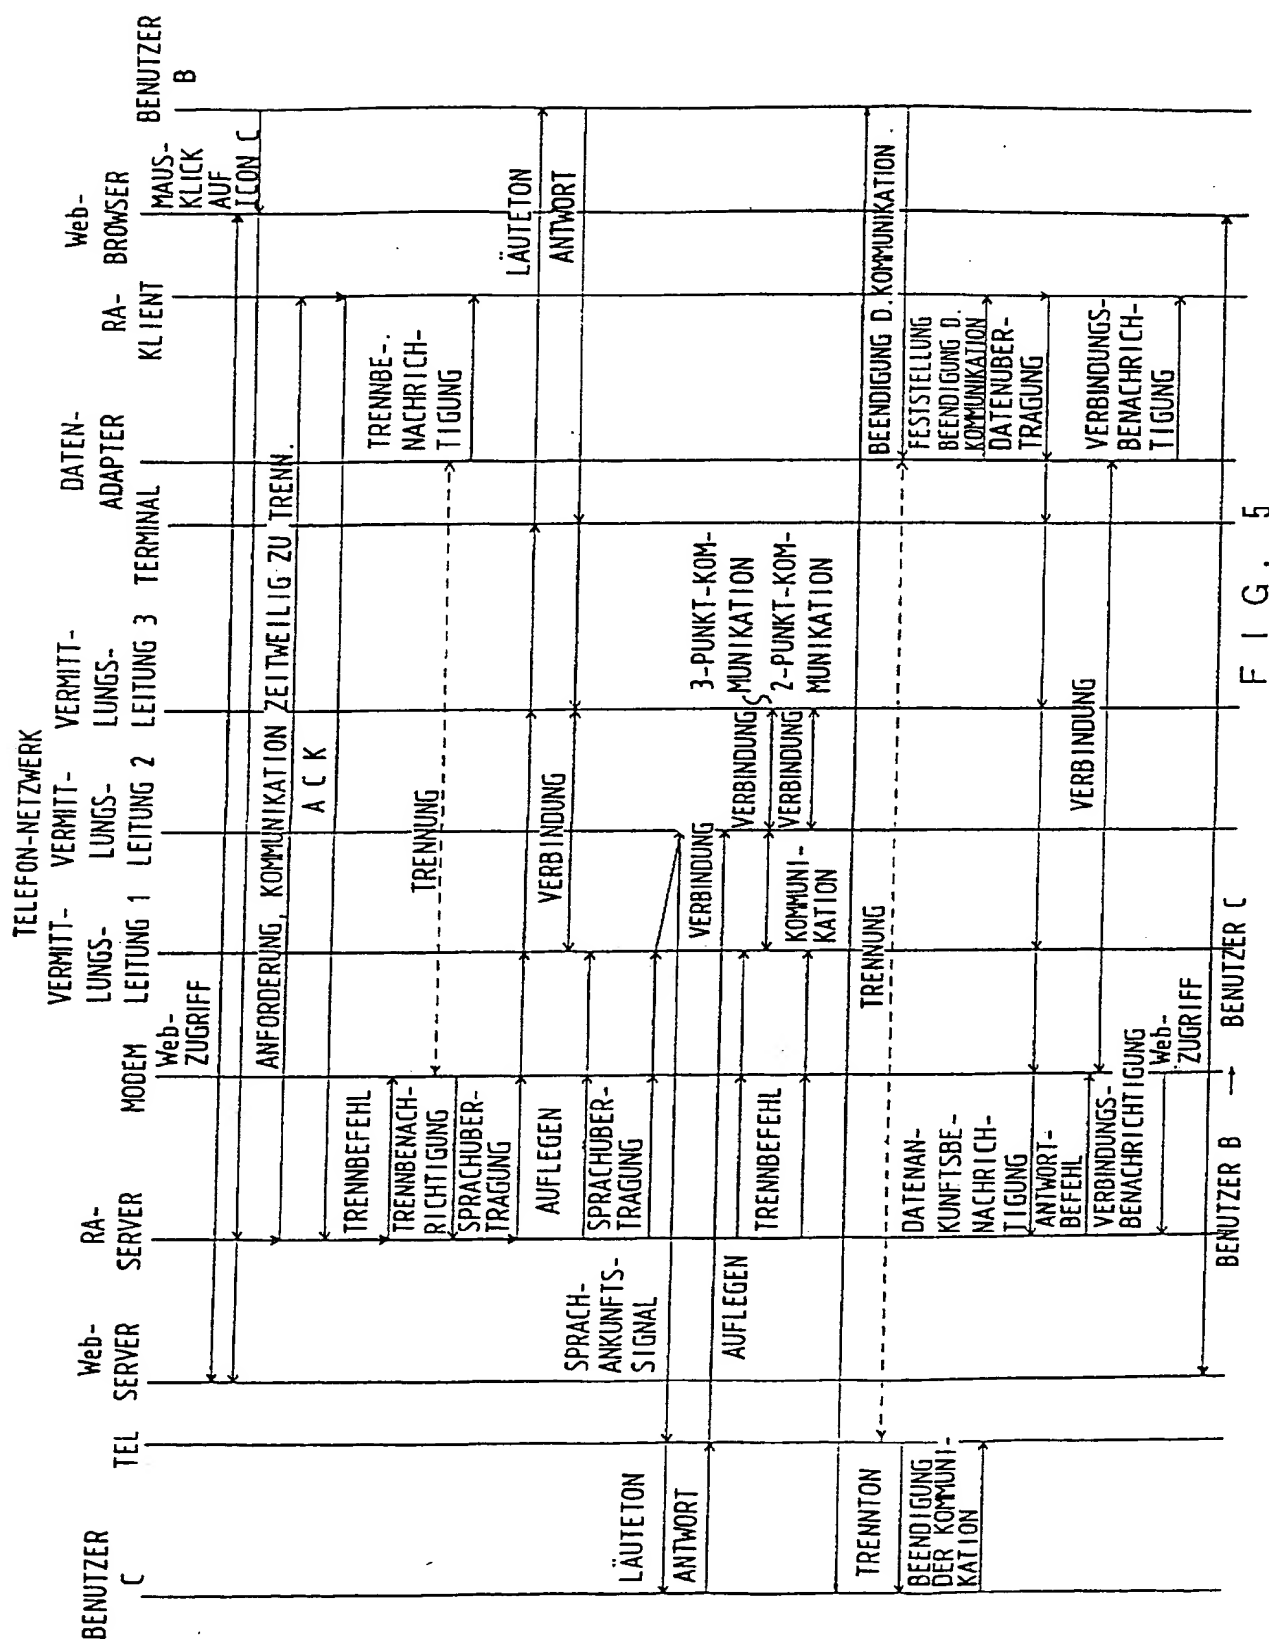 TELEFON-NETZWERK
BENUTZER
C
TEL
Web-
SERVER
RA-
SERVER
MODEM
VERMITT-
LUNGS-
LEITUNG 1
VERMITT-
LUNGS-
LEITUNG 2
VERMITT-
LUNGS-
LEITUNG 3
TERMINAL
DATEN-
ADAPTER
RA-
KLIENT
Web-
BROWSER
BENUTZER
B
Web-
ZUGRIFF
MAUS-
KLICK
AUF
ICON C
ANFORDERUNG, KOMMUNIKATION ZEITWEILIG ZU TRENN.
ACK
TRENNBEFEHL
TRENNUNG
TRENNBE-.
NACHRICH-
TIGUNG
TRENNBENACH-
RICHTIGUNG
SPRACHUBER-
TRAGUNG
LÄUTETON
ANTWORT
AUFLEGEN
VERBINDUNG
SPRACHUBER-
TRAGUNG
SPRACH-
ANKUNFTS-
SIGNAL
LÄUTETON
ANTWORT
VERBINDUNG
AUFLEGEN
3-PUNKT-KOM-
MUNIKATION
VERBINDUNG
TRENNBEFEHL
KOMMUNI-
KATION
VERBINDUNG
2-PUNKT-KOM-
MUNIKATION
BEENDIGUNG D. KOMMUNIKATION
TRENNUNG
TRENNTON
BEENDIGUNG
DER KOMMUNI-
KATION
FESTSTELLUNG
BEENDIGUNG D.
KOMMUNIKATION
DATENUBER-
TRAGUNG
DATENAN-
KUNFTSBE-
NACHRICH-
TIGUNG
ANTWORT-
BEFEHL
VERBINDUNG
VERBINDUNGS-
BENACHRICH-
TIGUNG
VERBINDUNGS-
BENACHRICHTIGUNG
Web-
ZUGRIFF
BENUTZER B → BENUTZER C
FIG. 5